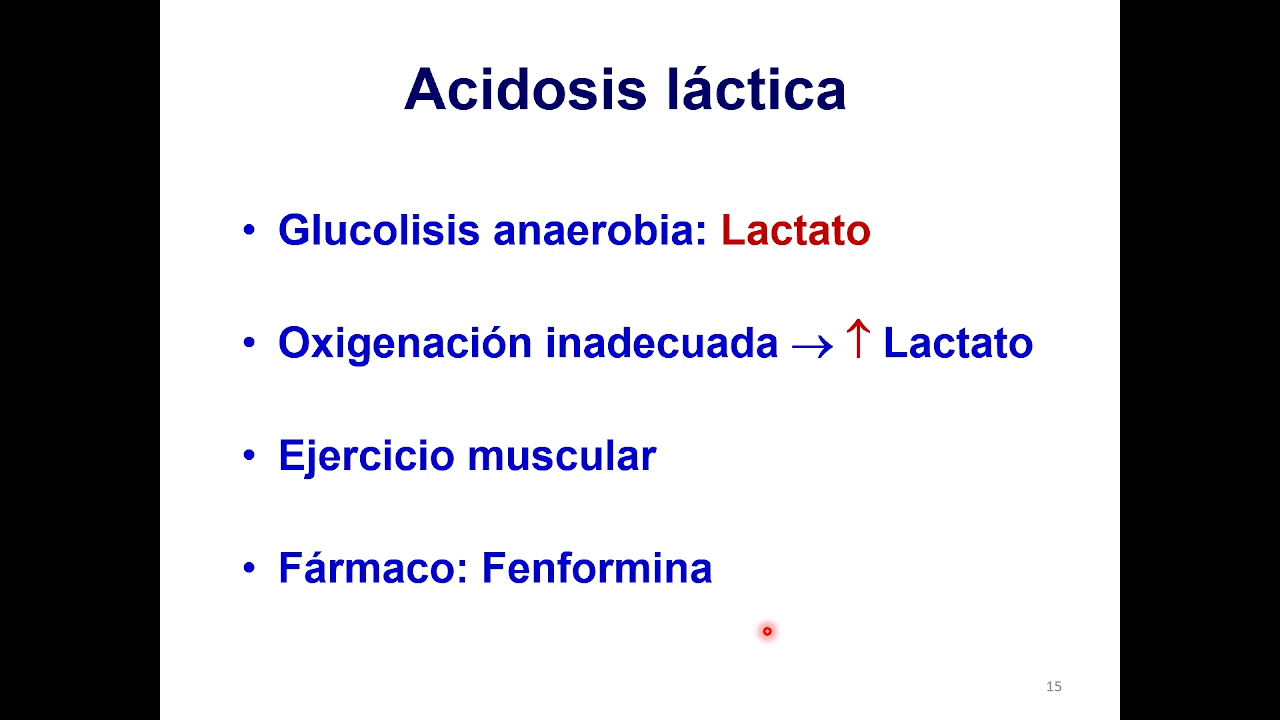 Acidosis láctica
• Glucolisis anaerobia: Lactato
• Oxigenación inadecuada → ↑ Lactato
• Ejercicio muscular
• Fármaco: Fenformina
15